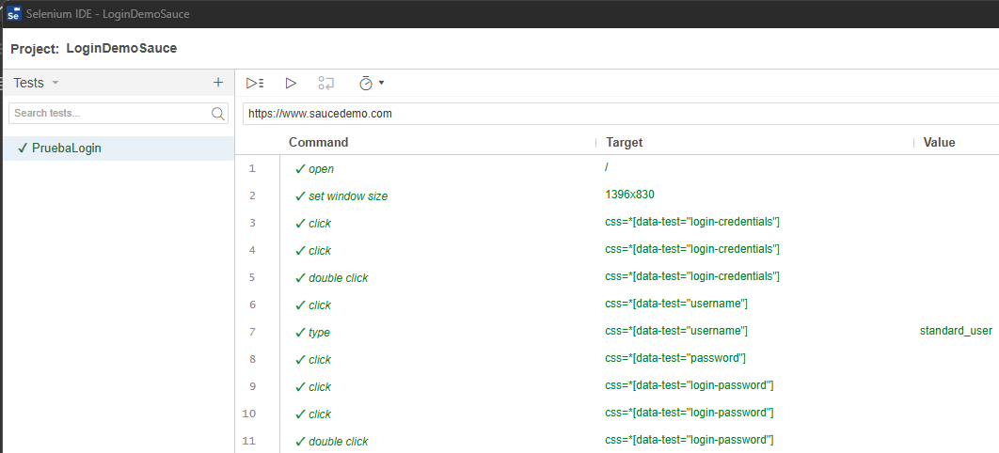 Selenium IDE - LoginDemoSauce
Project: LoginDemoSauce
Tests
Search tests...
✓ PruebaLogin
https://www.saucedemo.com
Command Target Value
1 ✓ open /
2 ✓ set window size 1396x830
3 ✓ click css=*[data-test="login-credentials"]
4 ✓ click css=*[data-test="login-credentials"]
5 ✓ double click css=*[data-test="login-credentials"]
6 ✓ click css=*[data-test="username"]
7 ✓ type css=*[data-test="username"] standard_user
8 ✓ click css=*[data-test="password"]
9 ✓ click css=*[data-test="login-password"]
10 ✓ click css=*[data-test="login-password"]
11 ✓ double click css=*[data-test="login-password"]